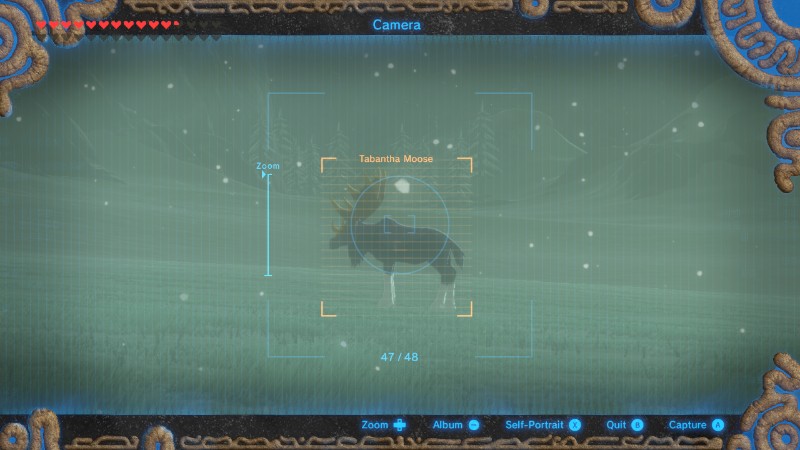 Camera
Zoom
Tabantha Moose
47 / 48
Zoom Album Self-Portrait X Quit B Capture A